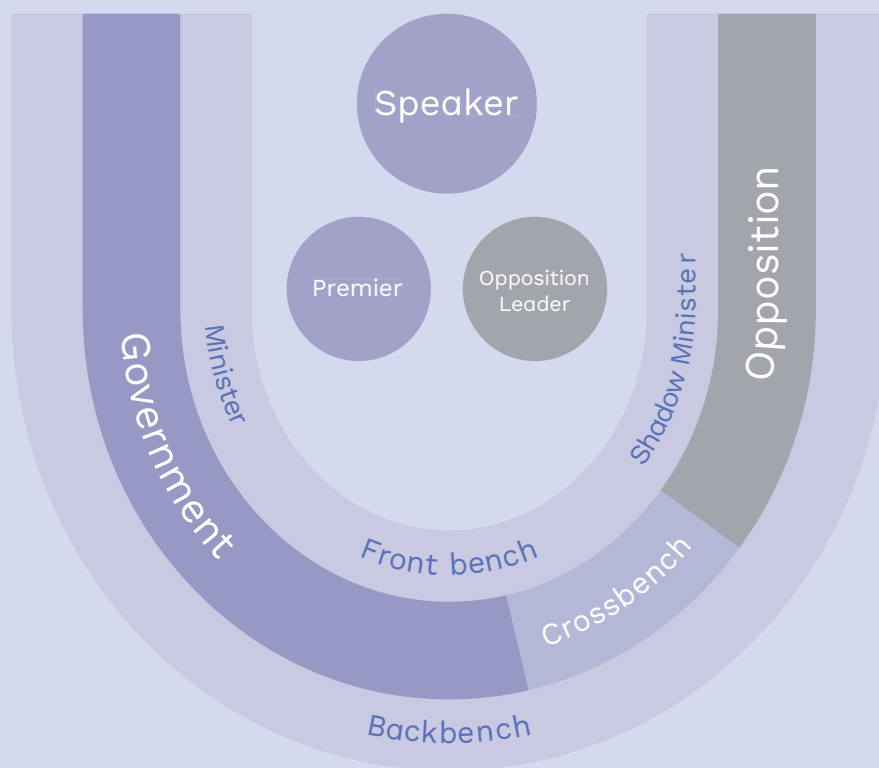 Speaker
Premier
Opposition
Leader
Opposition
Government
Minister
Shadow Minister
Front bench
Crossbench
Backbench